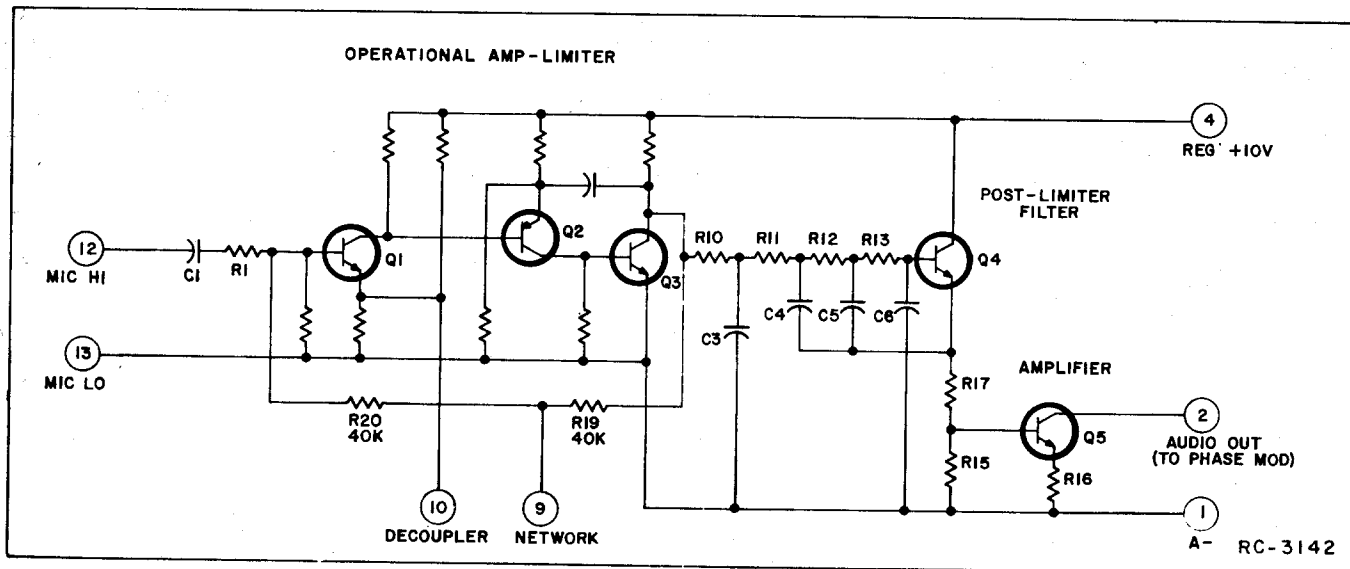 OPERATIONAL AMP-LIMITER
4
REG +10V
POST-LIMITER
FILTER
12
MIC HI
C1
R1
Q1
Q2
Q3
R10
R11
R12
R13
Q4
C3
C4
C5
C6
13
MIC LO
R20
40K
R19
40K
R17
AMPLIFIER
Q5
2
AUDIO OUT
(TO PHASE MOD)
R15
R16
10
DECOUPLER
9
NETWORK
1
A-
RC-3142